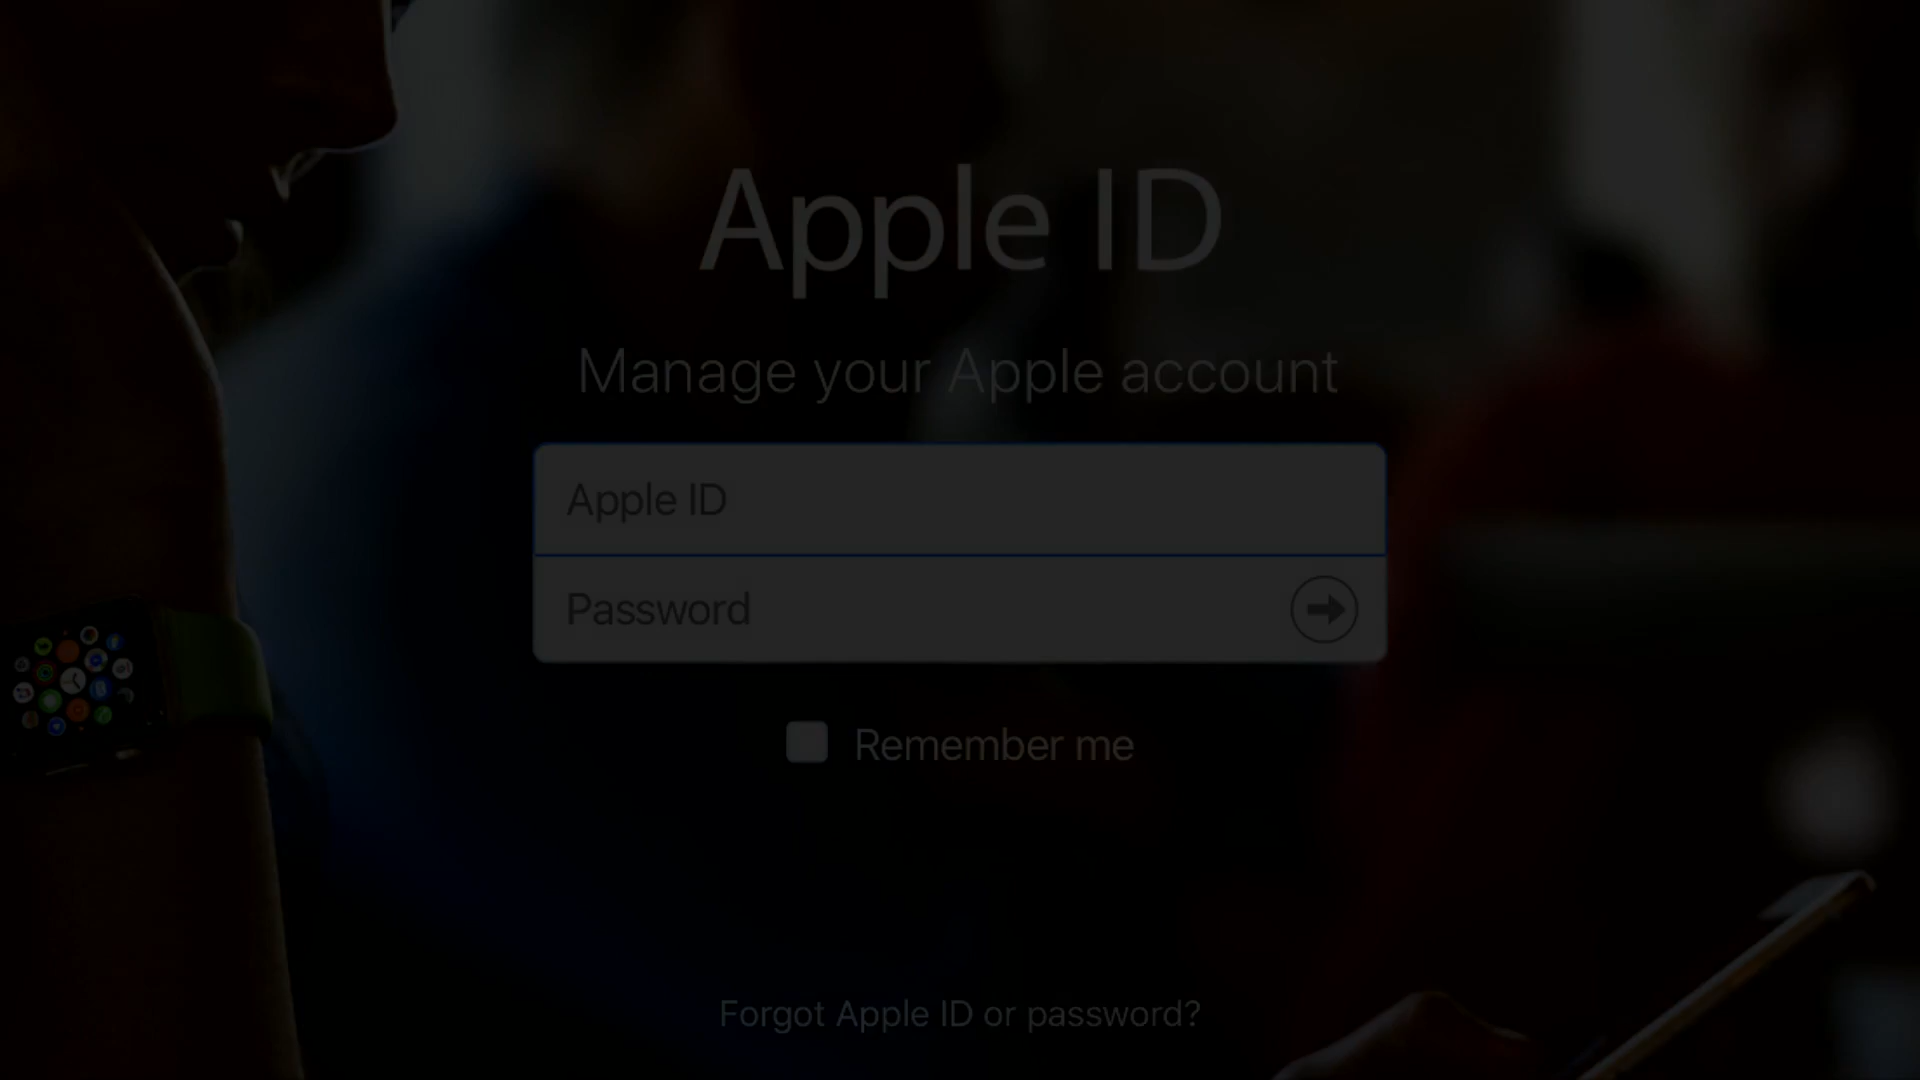 Apple ID
Manage your Apple account
Apple ID
Password
Remember me
Forgot Apple ID or password?